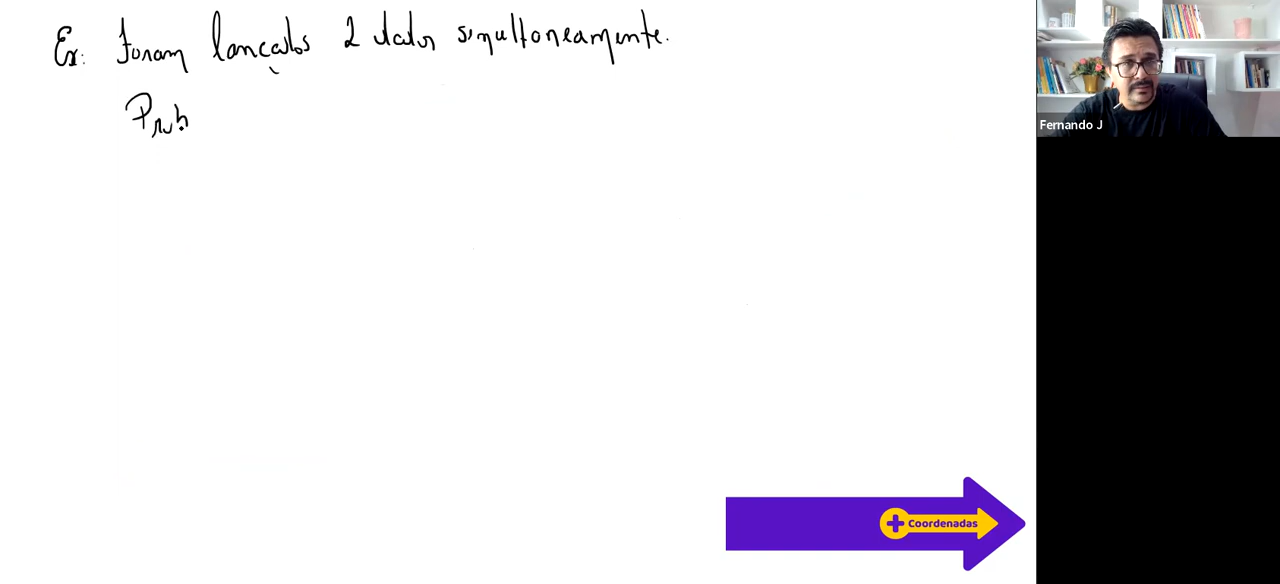 Ex: Foram lançados 2 dados simultaneamente.
Prob
Fernando J
Coordenadas